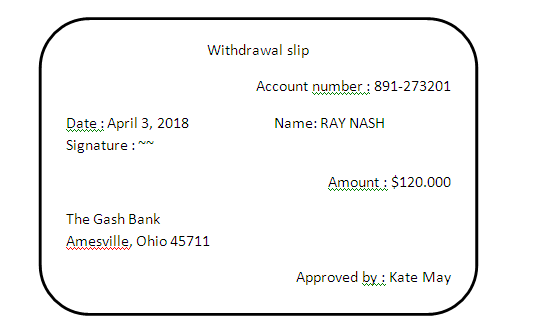 Withdrawal slip
Account number : 891-273201
Date : April 3, 2018 Name: RAY NASH
Signature : ~~
Amount : $120.000
The Gash Bank
Amesville, Ohio 45711
Approved by : Kate May